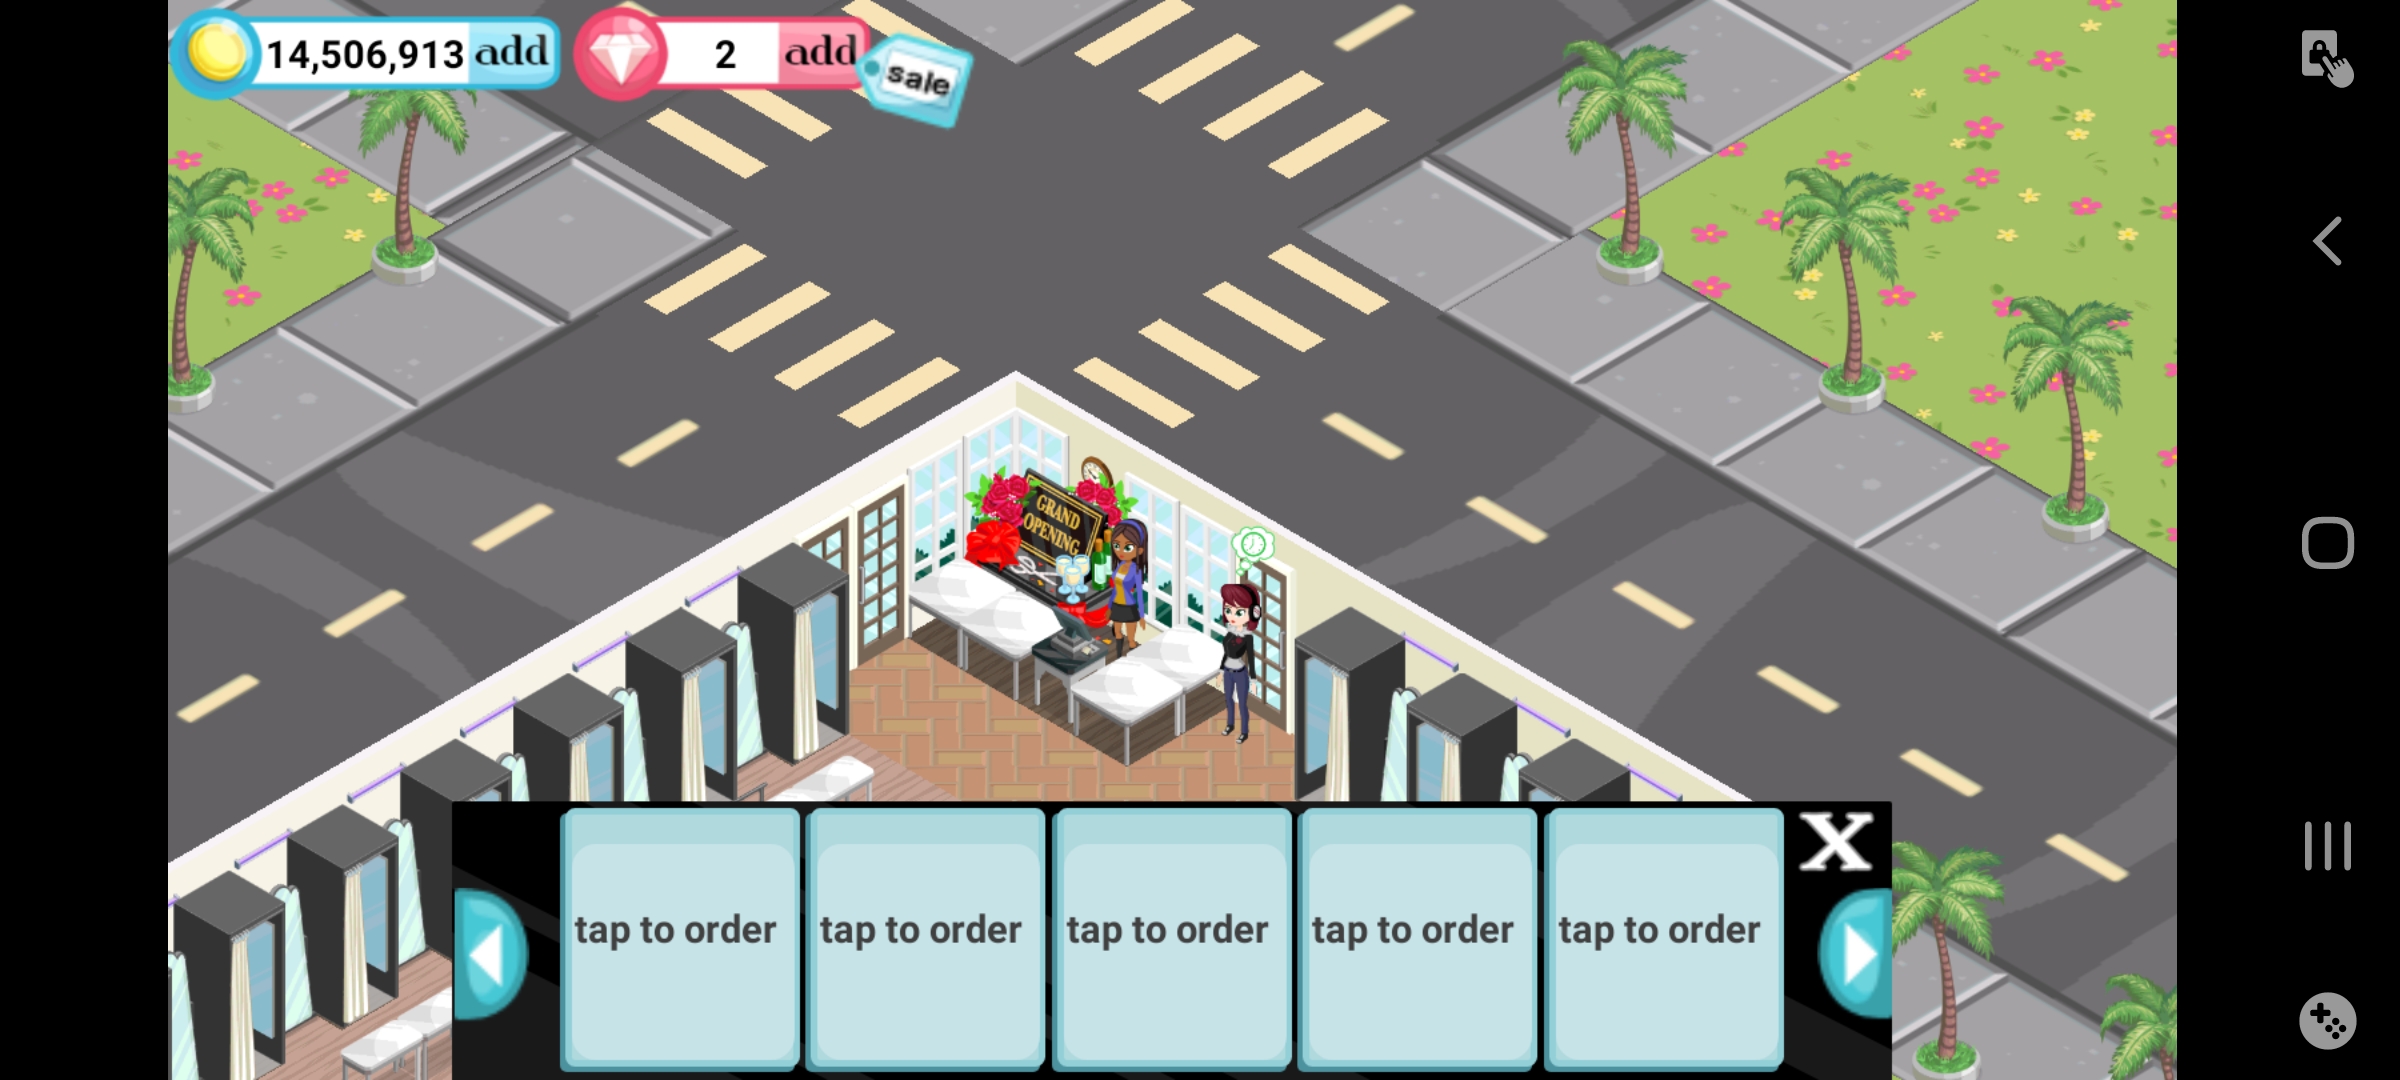 14,506,913 add
2 add
sale
GRAND
OPENING
tap to order
tap to order
tap to order
tap to order
tap to order
X